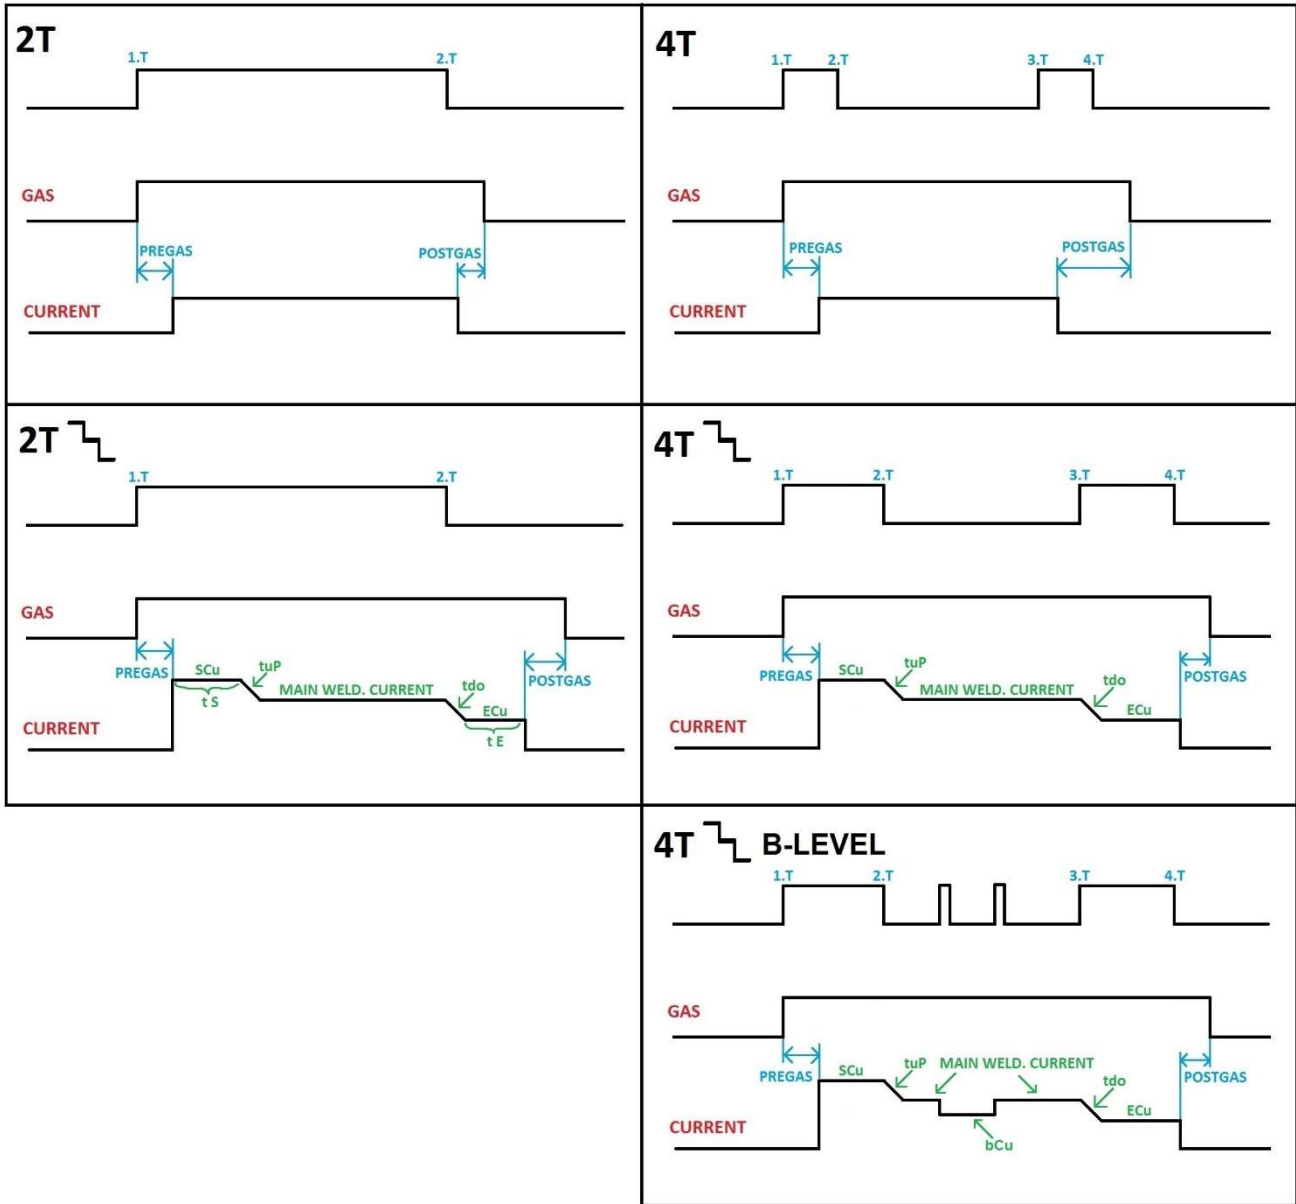 2T
1.T 2.T
GAS
PREGAS POSTGAS
CURRENT
4T
1.T 2.T 3.T 4.T
GAS
PREGAS POSTGAS
CURRENT
2T
1.T 2.T
GAS
PREGAS SCu tuP MAIN WELD. CURRENT tdo ECu POSTGAS
t S t E
CURRENT
4T
1.T 2.T 3.T 4.T
GAS
PREGAS SCu tuP MAIN WELD. CURRENT tdo ECu POSTGAS
CURRENT
4T B-LEVEL
1.T 2.T 3.T 4.T
GAS
PREGAS SCu tuP MAIN WELD. CURRENT tdo ECu POSTGAS
CURRENT
bCu